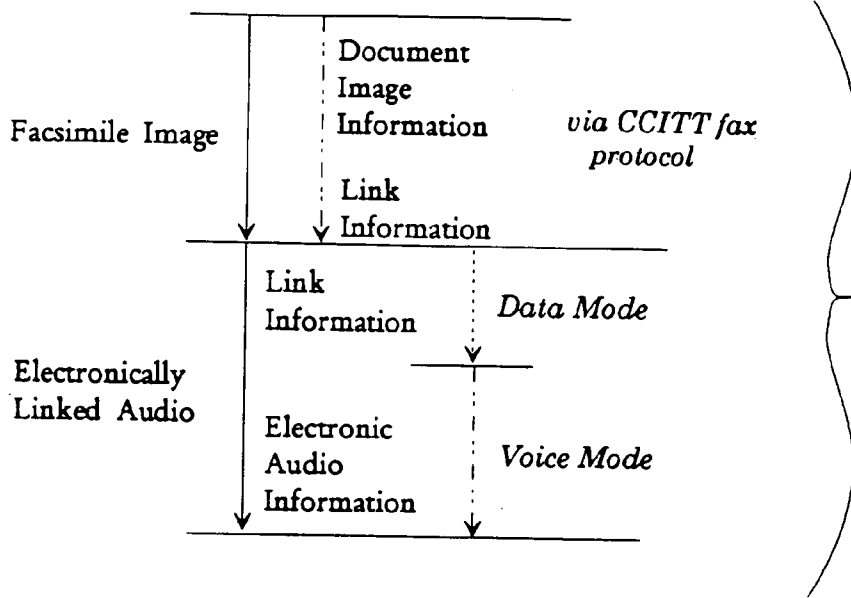 Facsimile Image
Document
Image
Information
Link
Information
via CCITT fax
protocol
Electronically
Linked Audio
Link
Information
Data Mode
Electronic
Audio
Information
Voice Mode